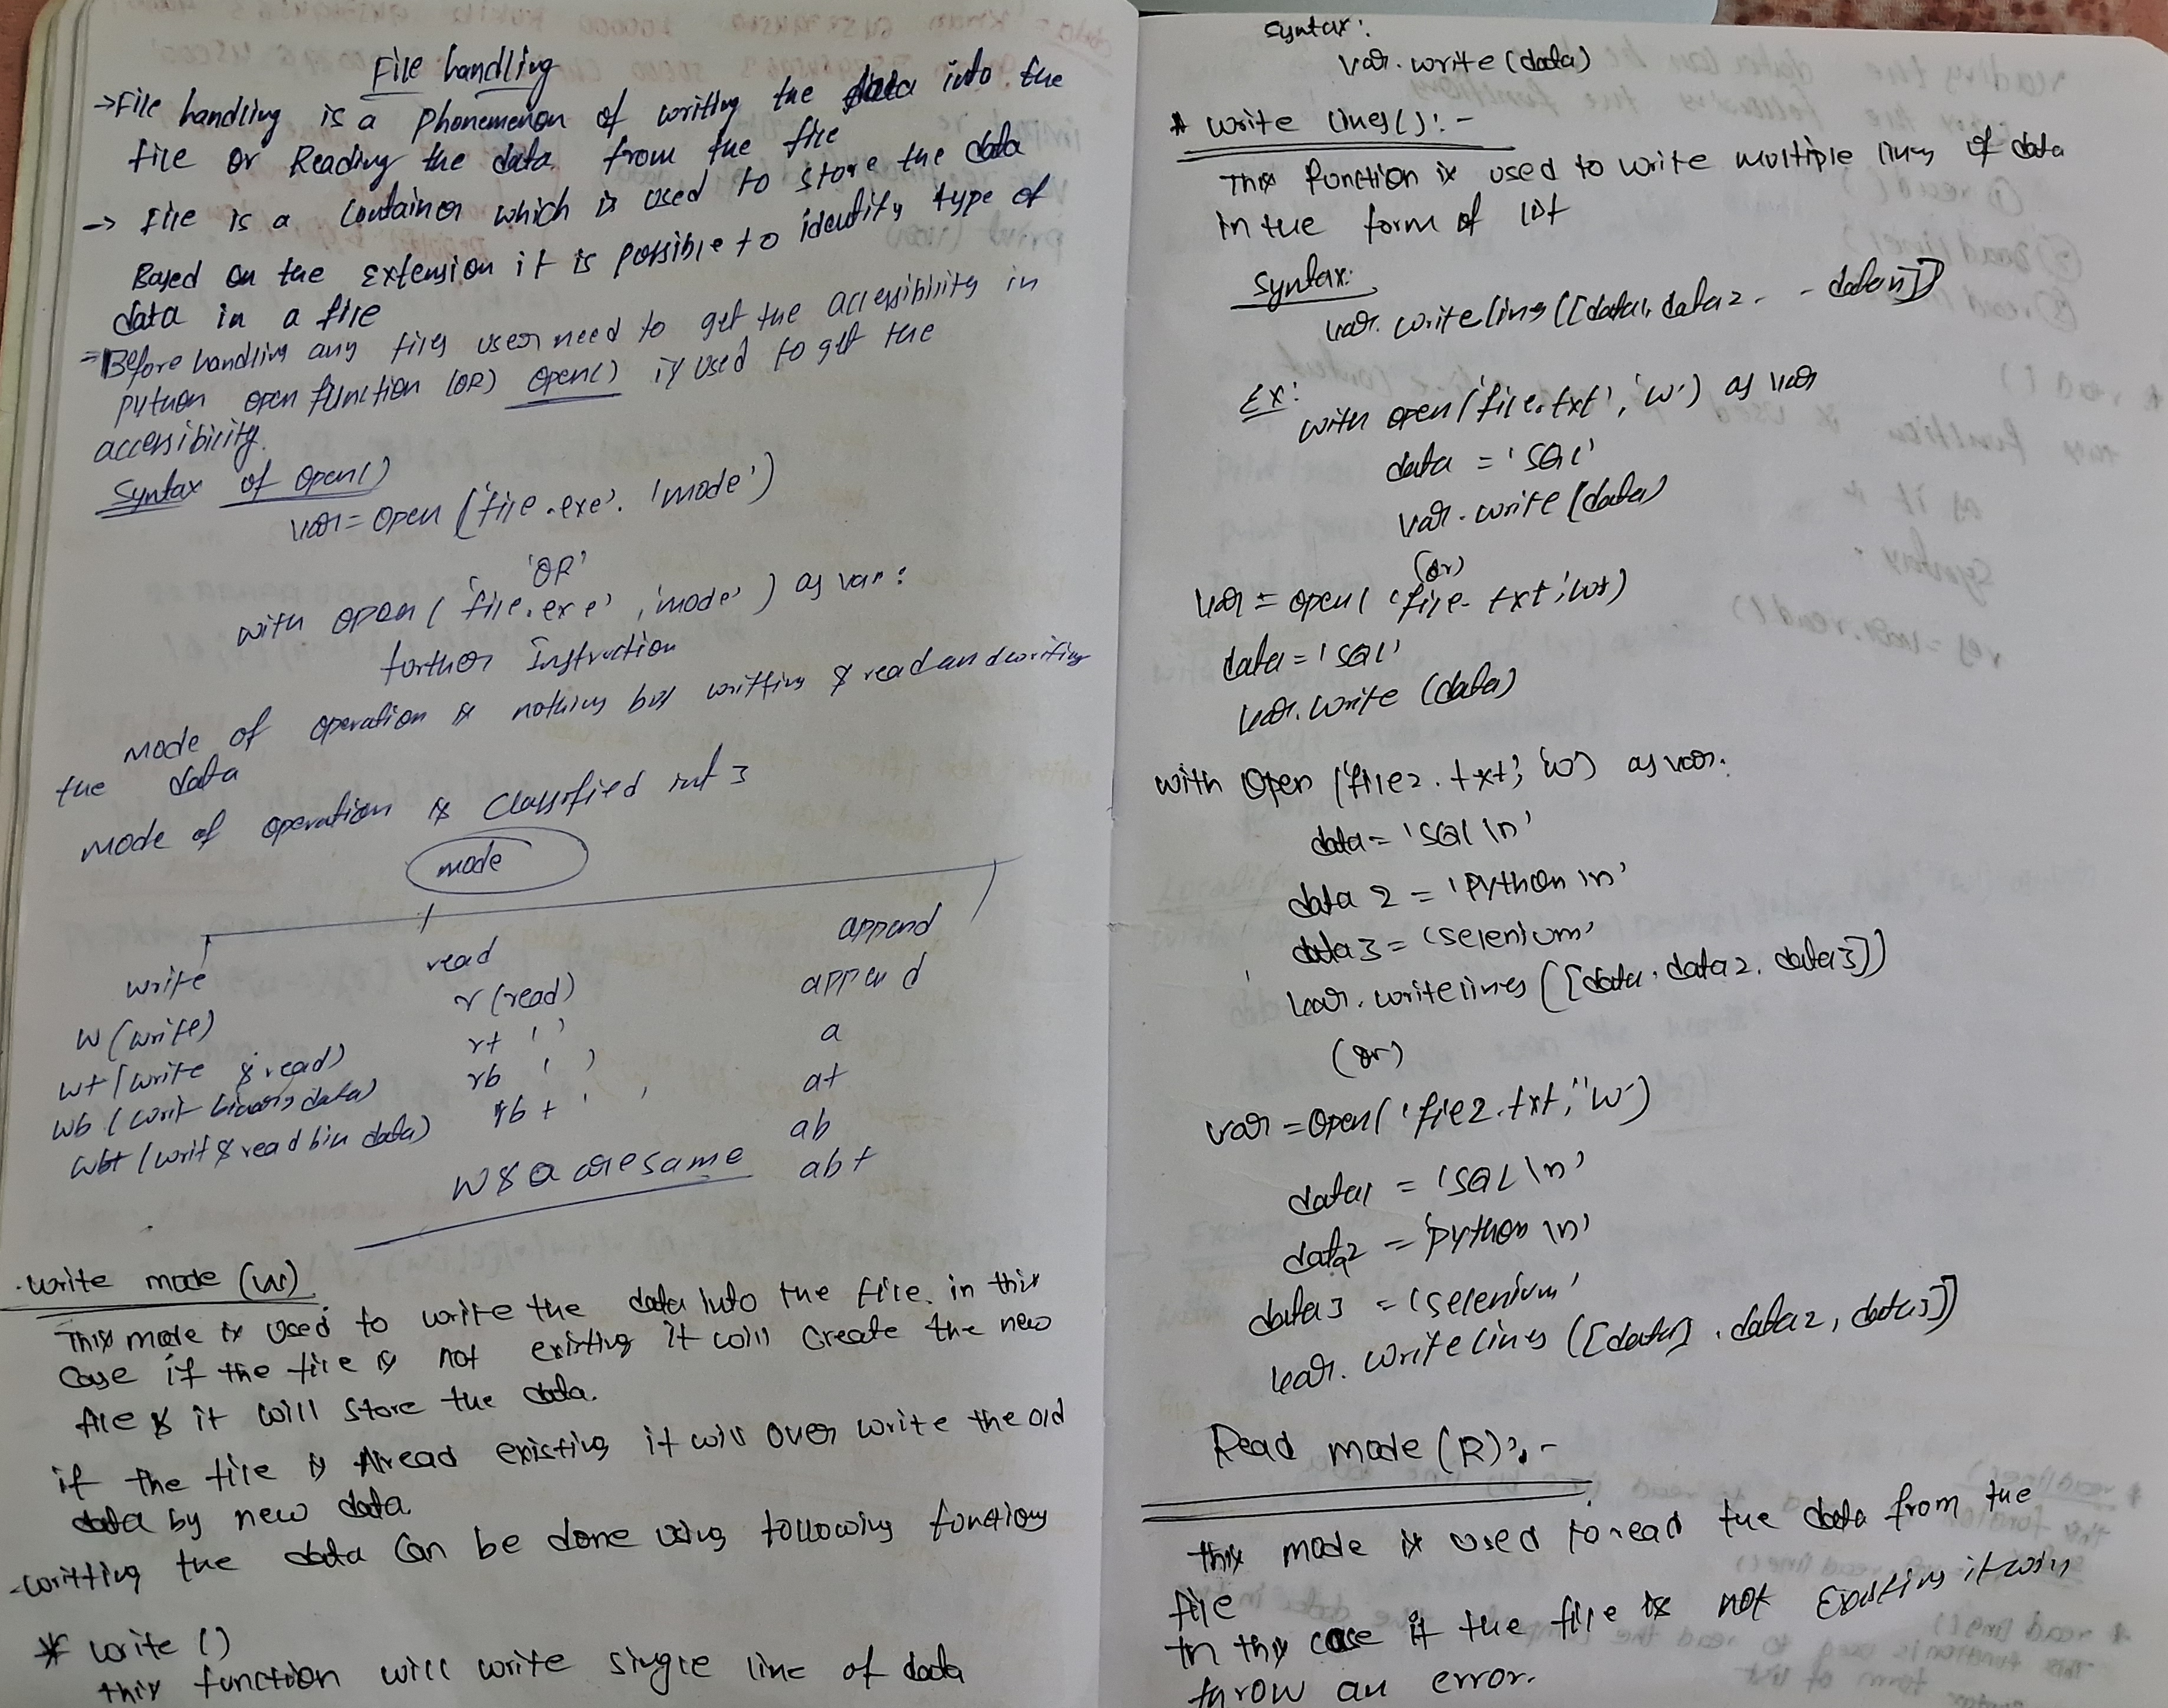 File handling
→File handling is a Phonemenon of writting the data into the
file or Reading the data from the file
→ File is a Container which is used to store the data
Based on the Extension it is possible to identify type of
data in a file
=Before handling any files user need to get the accessibility in
Python open function (OR) open() is used to get the
accessibility.
Syntax of open()
var = open ('file.exe'. 'mode')
'OR'
with open ( 'file.exe' , 'mode' ) as var :
further Instruction
mode of operation is nothing but writting & read and writing
the data
mode of operation is Classified int 3
mode
write read append
w (write) r (read) append
w+ (write & read) r+ ' ' a
wb (writ binary data) rb ' ' a+
wb+ (writ & read bin data) rb + ' ' ab
w & a are same ab+
.write mode (w)
This mode is used to write the data into the file. in this
Case if the file is not existing it will Create the new
file & it will store the data.
if the file is Alread existing it will over write the old
data by new data.
-writting the data Can be done using following functions
* write ()
this function will write single line of data
Syntax:
var.write (data)
* write lines():-
This function is used to write multiple lines of data
in the form of list
Syntax:
var.writelines ([data1, data2 - - datan])
Ex:
with open('file.txt', 'w') as var
data = 'SQL'
var.write (data)
(or)
var = open( 'file.txt', 'w')
data = 'SQL'
var.write (data)
with Open ('file2.txt', 'w') as var.
data = 'SQL \n'
data 2 = 'Python \n'
data 3 = 'selenium'
var.writelines ([data, data2, data3])
(or)
var = Open( 'file2.txt', 'w')
data1 = 'SQL \n'
data2 = 'Python \n'
data3 = 'selenium'
var.writelines ([data1, data2, data3])
Read mode (R):-
this mode is used to read the data from the
file
In this case if the file is not Existing it will
throw an error.